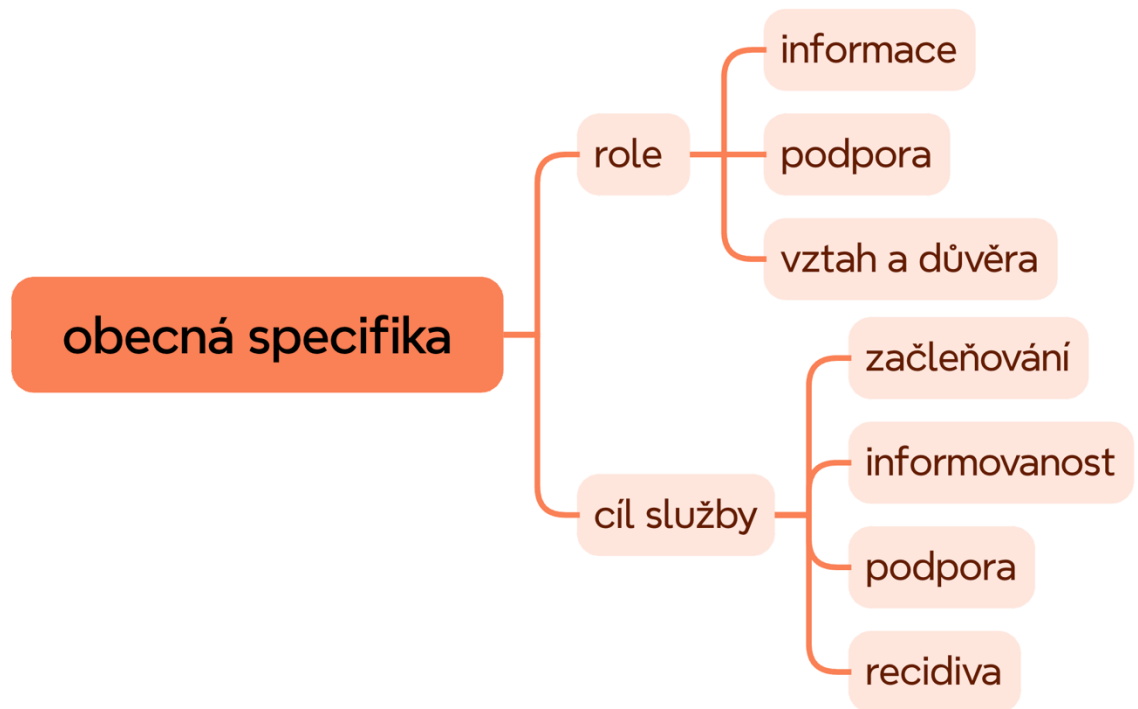 obecná specifika
role
informace
podpora
vztah a důvěra
cíl služby
začleňování
informovanost
podpora
recidiva